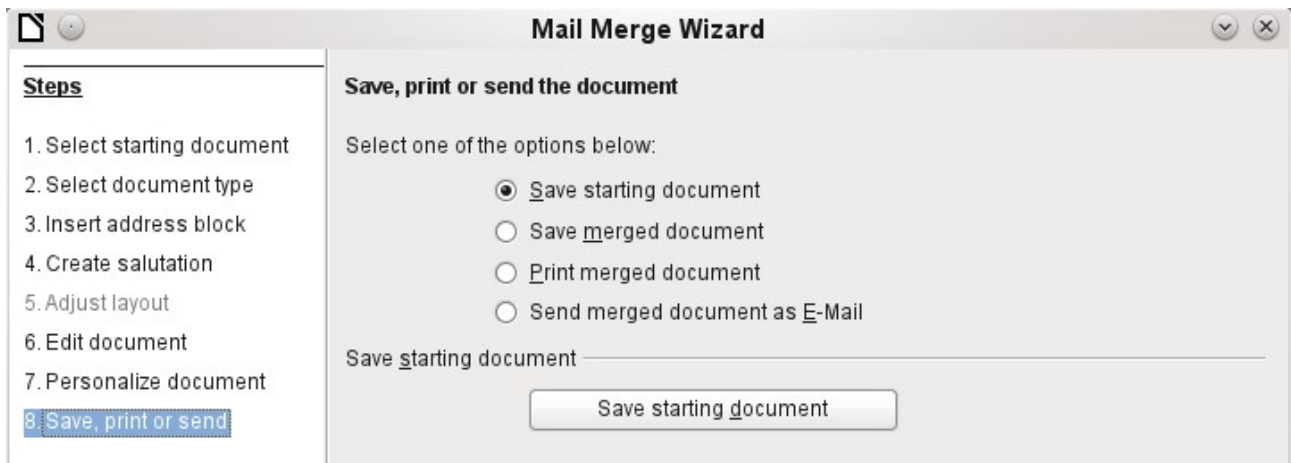 Mail Merge Wizard
Steps
1. Select starting document
2. Select document type
3. Insert address block
4. Create salutation
5. Adjust layout
6. Edit document
7. Personalize document
8. Save, print or send
Save, print or send the document
Select one of the options below:
Save starting document
Save merged document
Print merged document
Send merged document as E-Mail
Save starting document
Save starting document